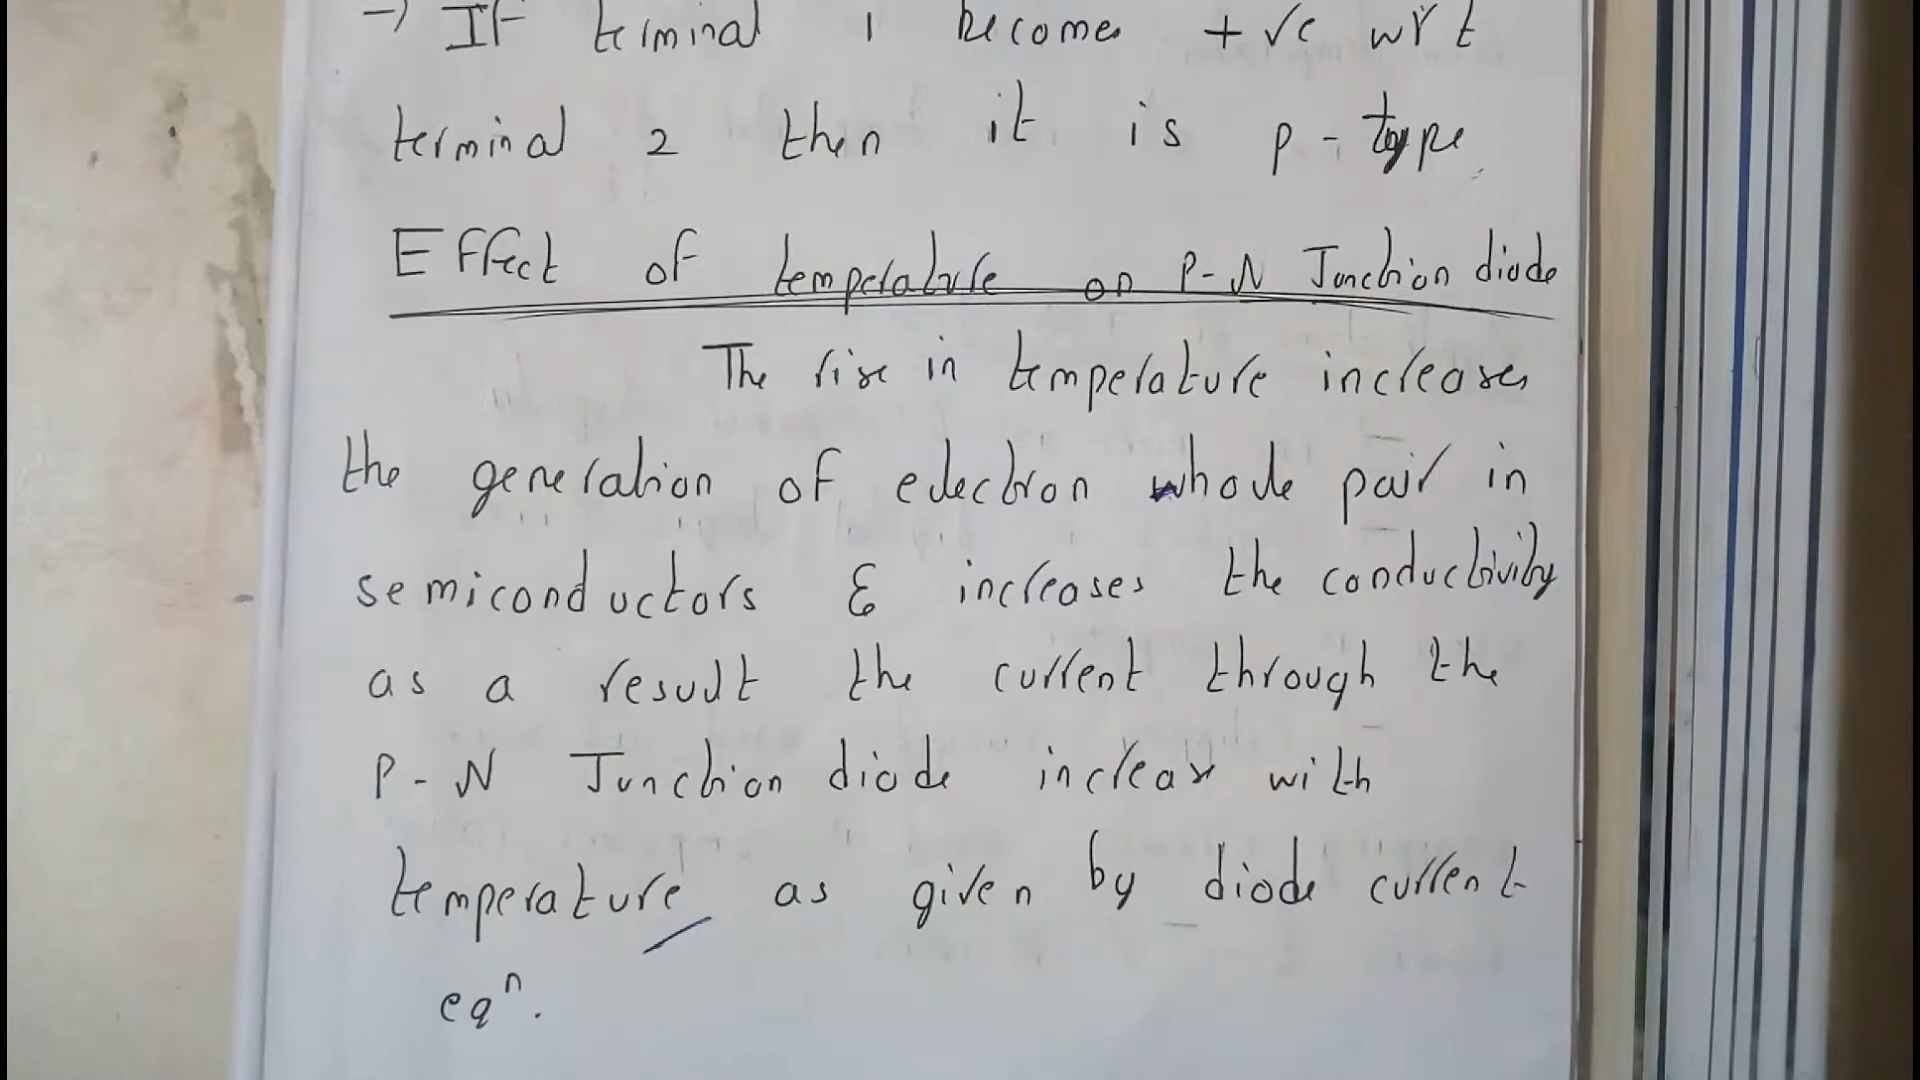 → If terminal 1 become +ve wrt
terminal 2 then it is p-type
Effect of temperature on P-N Junction diode
The rise in temperature increases
the generation of electron whole pair in
semiconductors & increases the conductivity
as a result the current through the
P-N Junction diode increase with
temperature as given by diode current
eqⁿ.